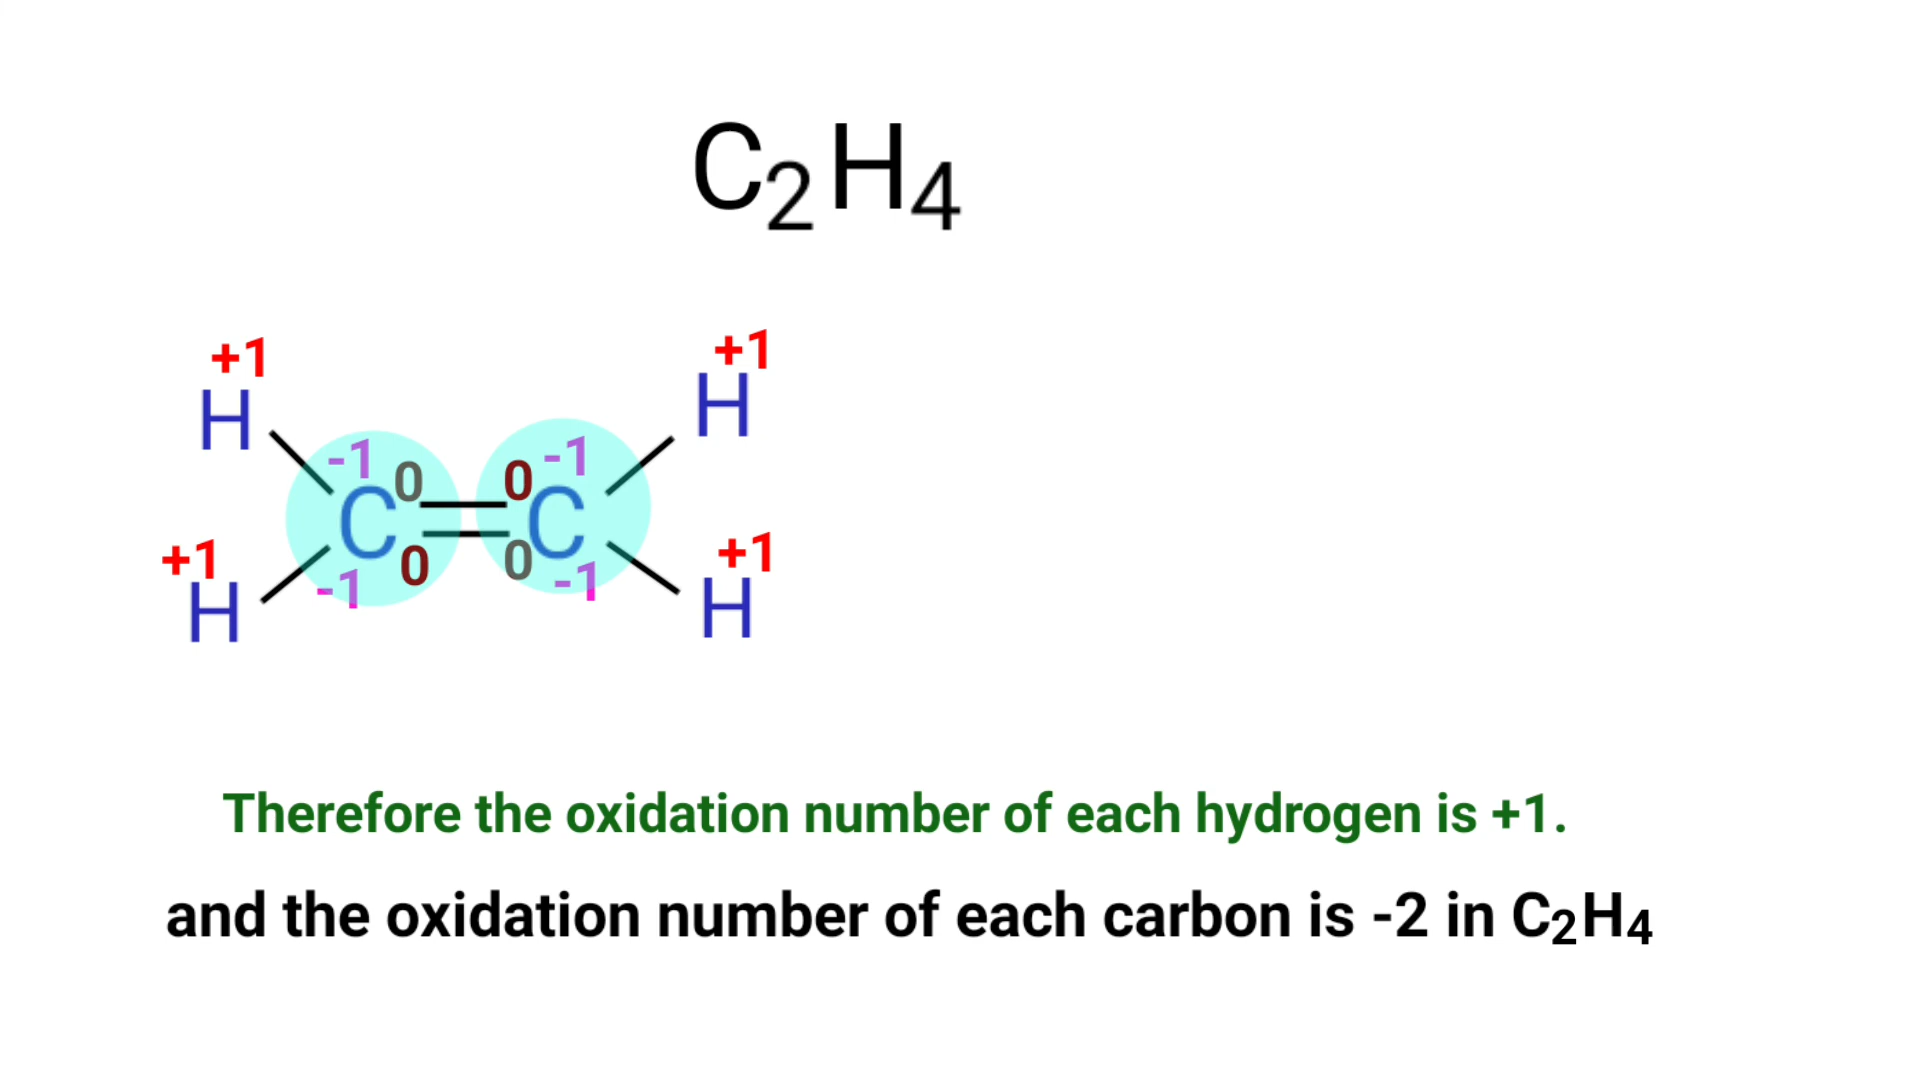 C₂H₄
+1 +1
H H
-1 0 0 -1
C C
+1 -1 0 0 -1 +1
H H
Therefore the oxidation number of each hydrogen is +1.
and the oxidation number of each carbon is -2 in C₂H₄